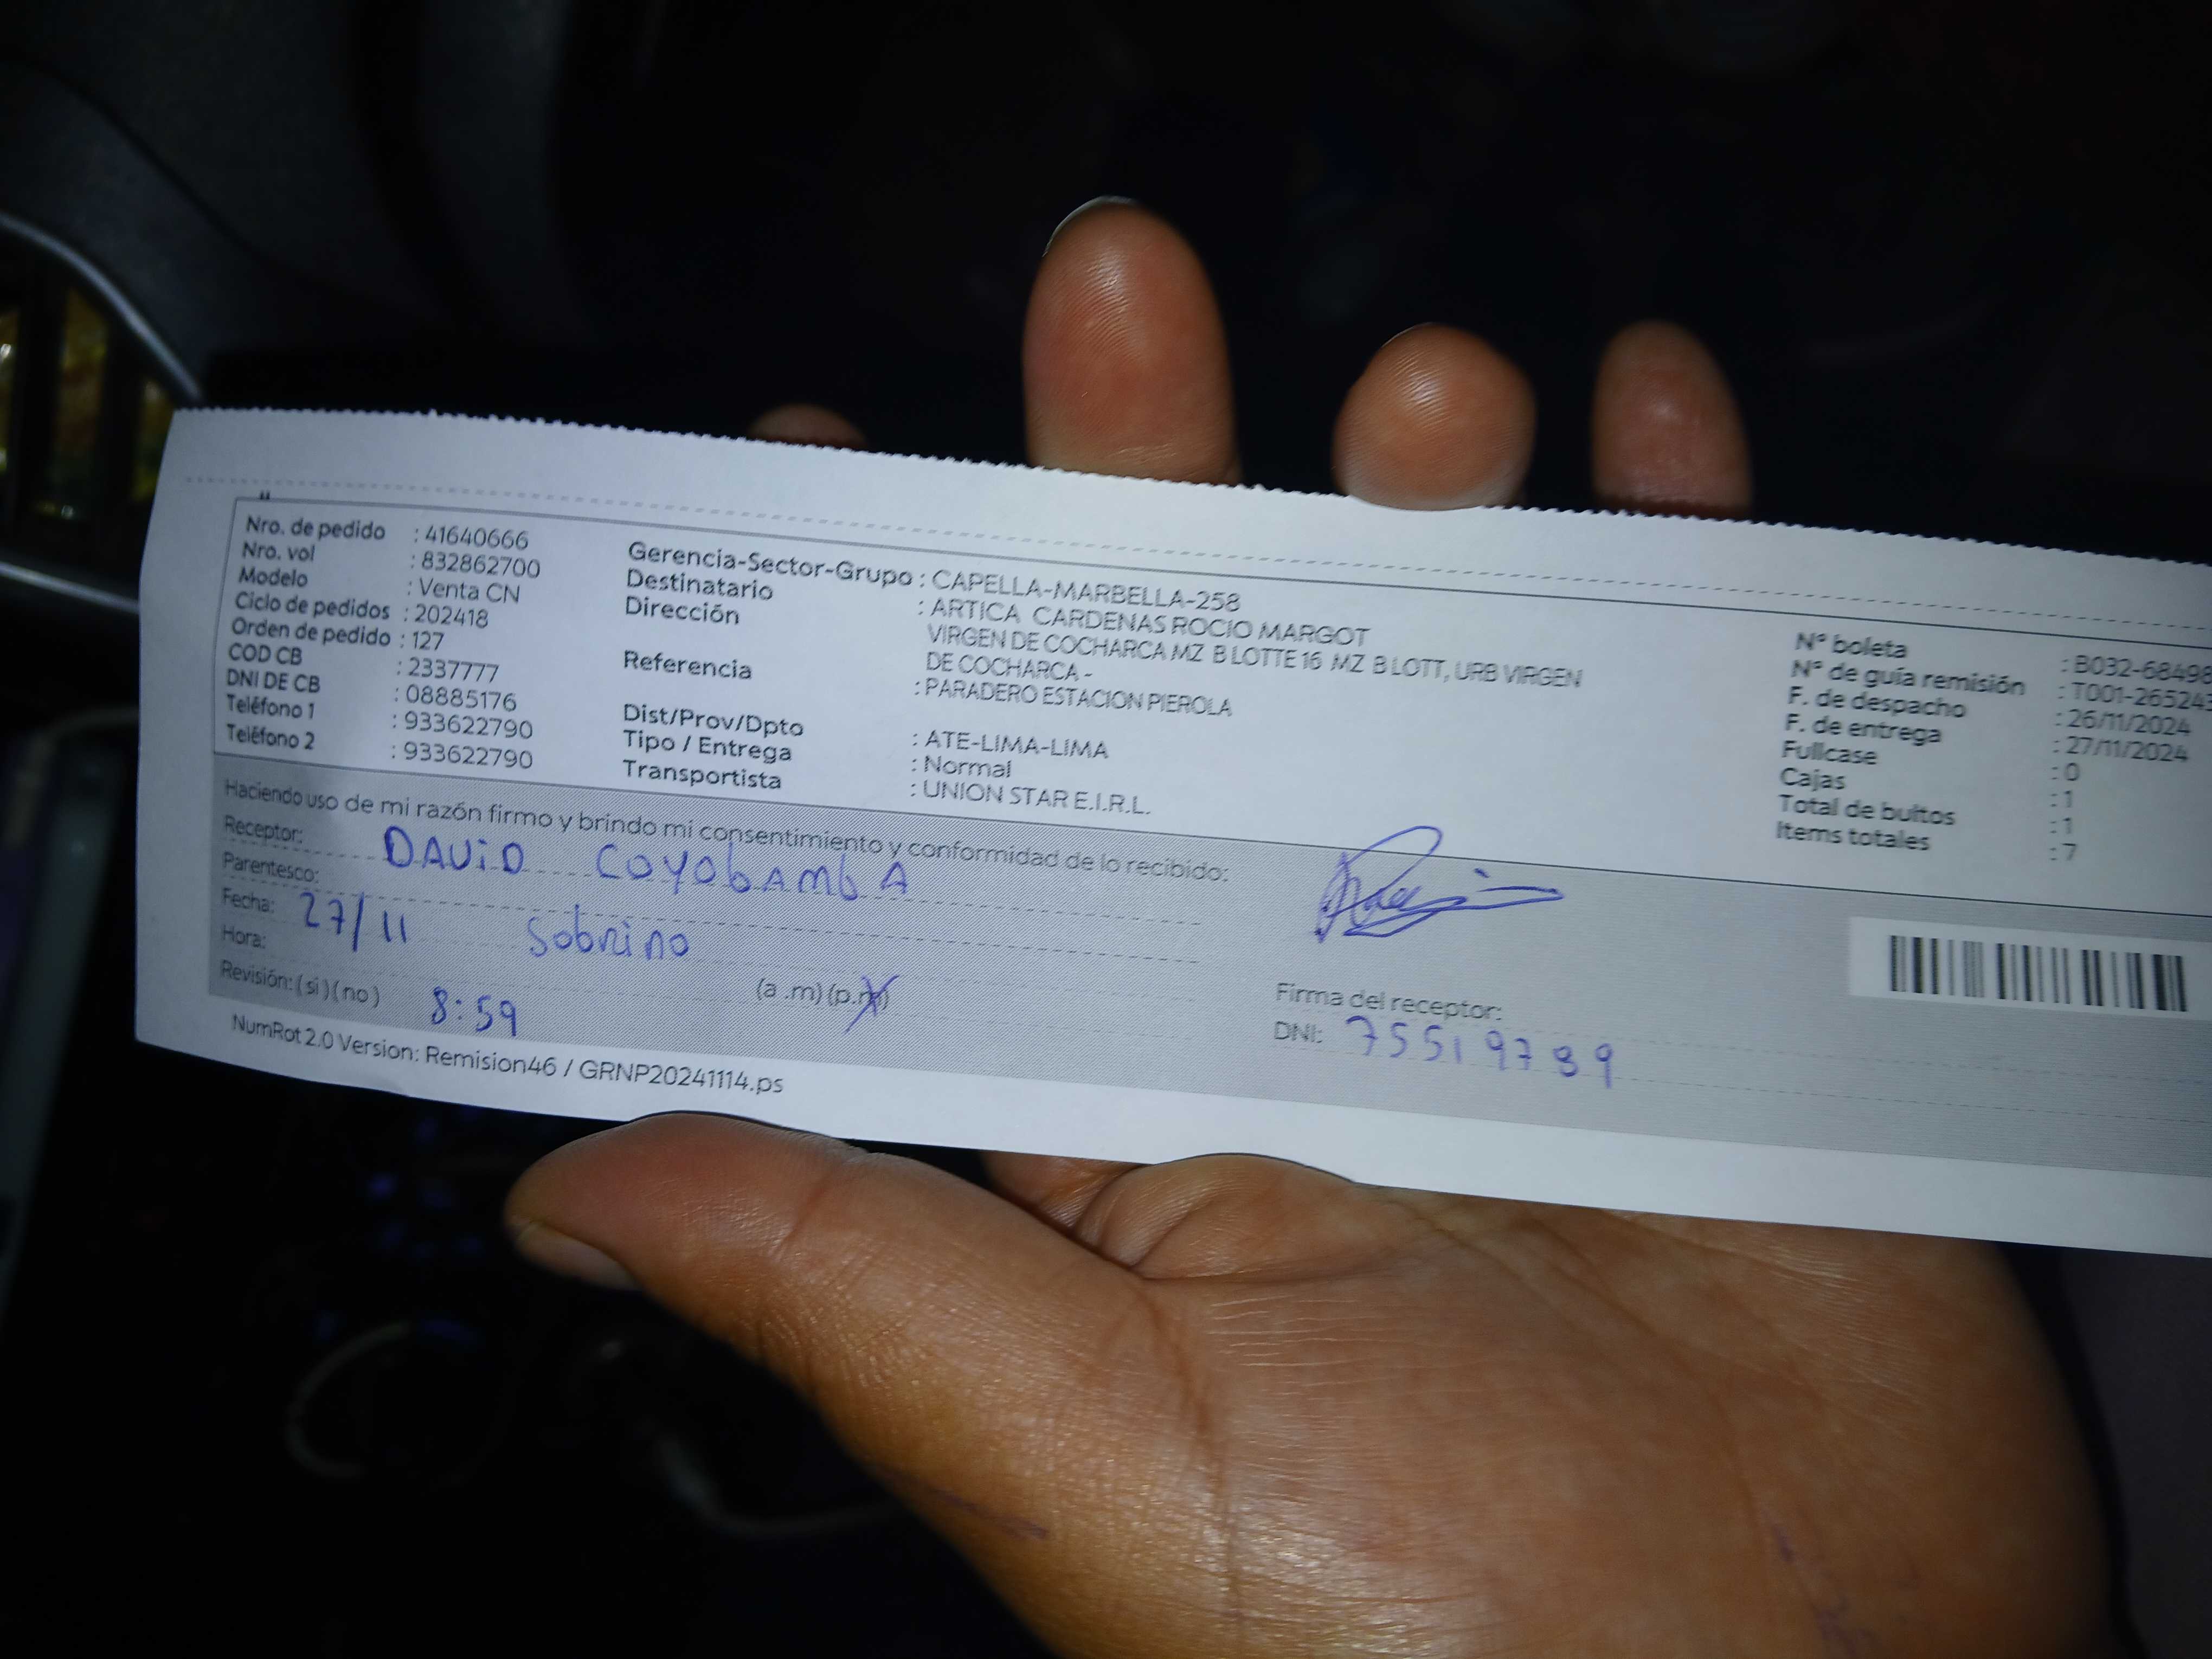 Nro. de pedido : 41640666
Nro. vol : 832862700
Modelo : Venta CN
Ciclo de pedidos : 202418
Orden de pedido : 127
COD CB : 2337777
DNI DE CB : 08885176
Teléfono 1 : 933622790
Teléfono 2 : 933622790
Gerencia-Sector-Grupo : CAPELLA-MARBELLA-258
Destinatario : ARTICA CARDENAS ROCIO MARGOT
Dirección VIRGEN DE COCHARCA MZ B LOTTE 16 MZ B LOTT, URB VIRGEN
DE COCHARCA -
Referencia : PARADERO ESTACION PIEROLA
Dist/Prov/Dpto : ATE-LIMA-LIMA
Tipo / Entrega : Normal
Transportista : UNION STAR E.I.R.L.
N° boleta : B032-68498
N° de guía remisión : T001-265243
F. de despacho : 26/11/2024
F. de entrega : 27/11/2024
Fullcase : 0
Cajas : 1
Total de bultos : 1
Items totales : 7
Haciendo uso de mi razón firmo y brindo mi consentimiento y conformidad de lo recibido:
Receptor: DAViD COYObAMbA
Parentesco: Sobrino
Fecha: 27/11
Hora: 8:59 (a .m) (p.m)
Revisión: ( si ) ( no )
Firma del receptor:
DNI: 75519789
NumRot 2.0 Version: Remision46 / GRNP20241114.ps